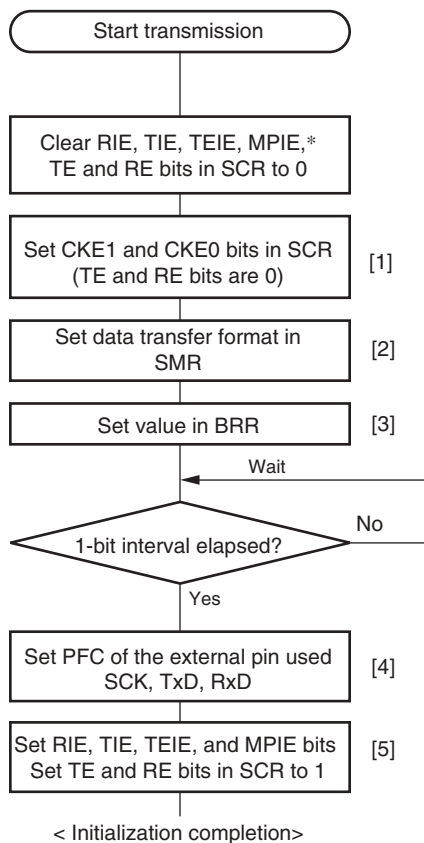 Start transmission
Clear RIE, TIE, TEIE, MPIE,*
TE and RE bits in SCR to 0
Set CKE1 and CKE0 bits in SCR
(TE and RE bits are 0)
[1]
Set data transfer format in
SMR
[2]
Set value in BRR
[3]
Wait
1-bit interval elapsed?
No
Yes
Set PFC of the external pin used
SCK, TxD, RxD
[4]
Set RIE, TIE, TEIE, and MPIE bits
Set TE and RE bits in SCR to 1
[5]
< Initialization completion>